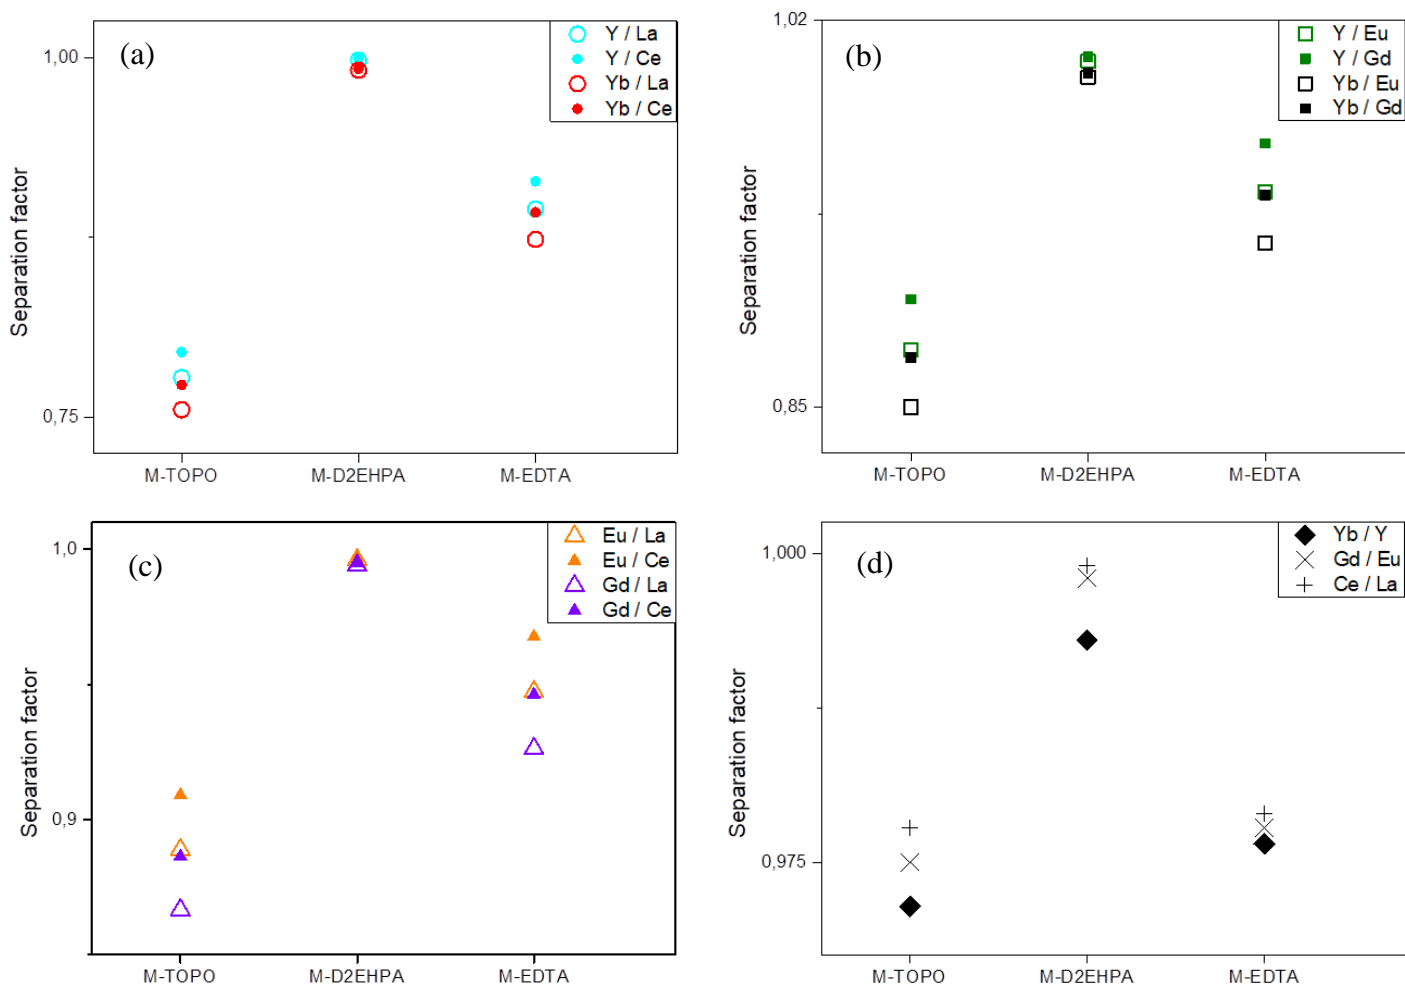 (a)
Separation factor
1,00
0,75
Y / La
Y / Ce
Yb / La
Yb / Ce
M-TOPO M-D2EHPA M-EDTA
(b)
Separation factor
1,02
0,85
Y / Eu
Y / Gd
Yb / Eu
Yb / Gd
M-TOPO M-D2EHPA M-EDTA
(c)
Separation factor
1,0
0,9
Eu / La
Eu / Ce
Gd / La
Gd / Ce
M-TOPO M-D2EHPA M-EDTA
(d)
Separation factor
1,000
0,975
Yb / Y
Gd / Eu
Ce / La
M-TOPO M-D2EHPA M-EDTA